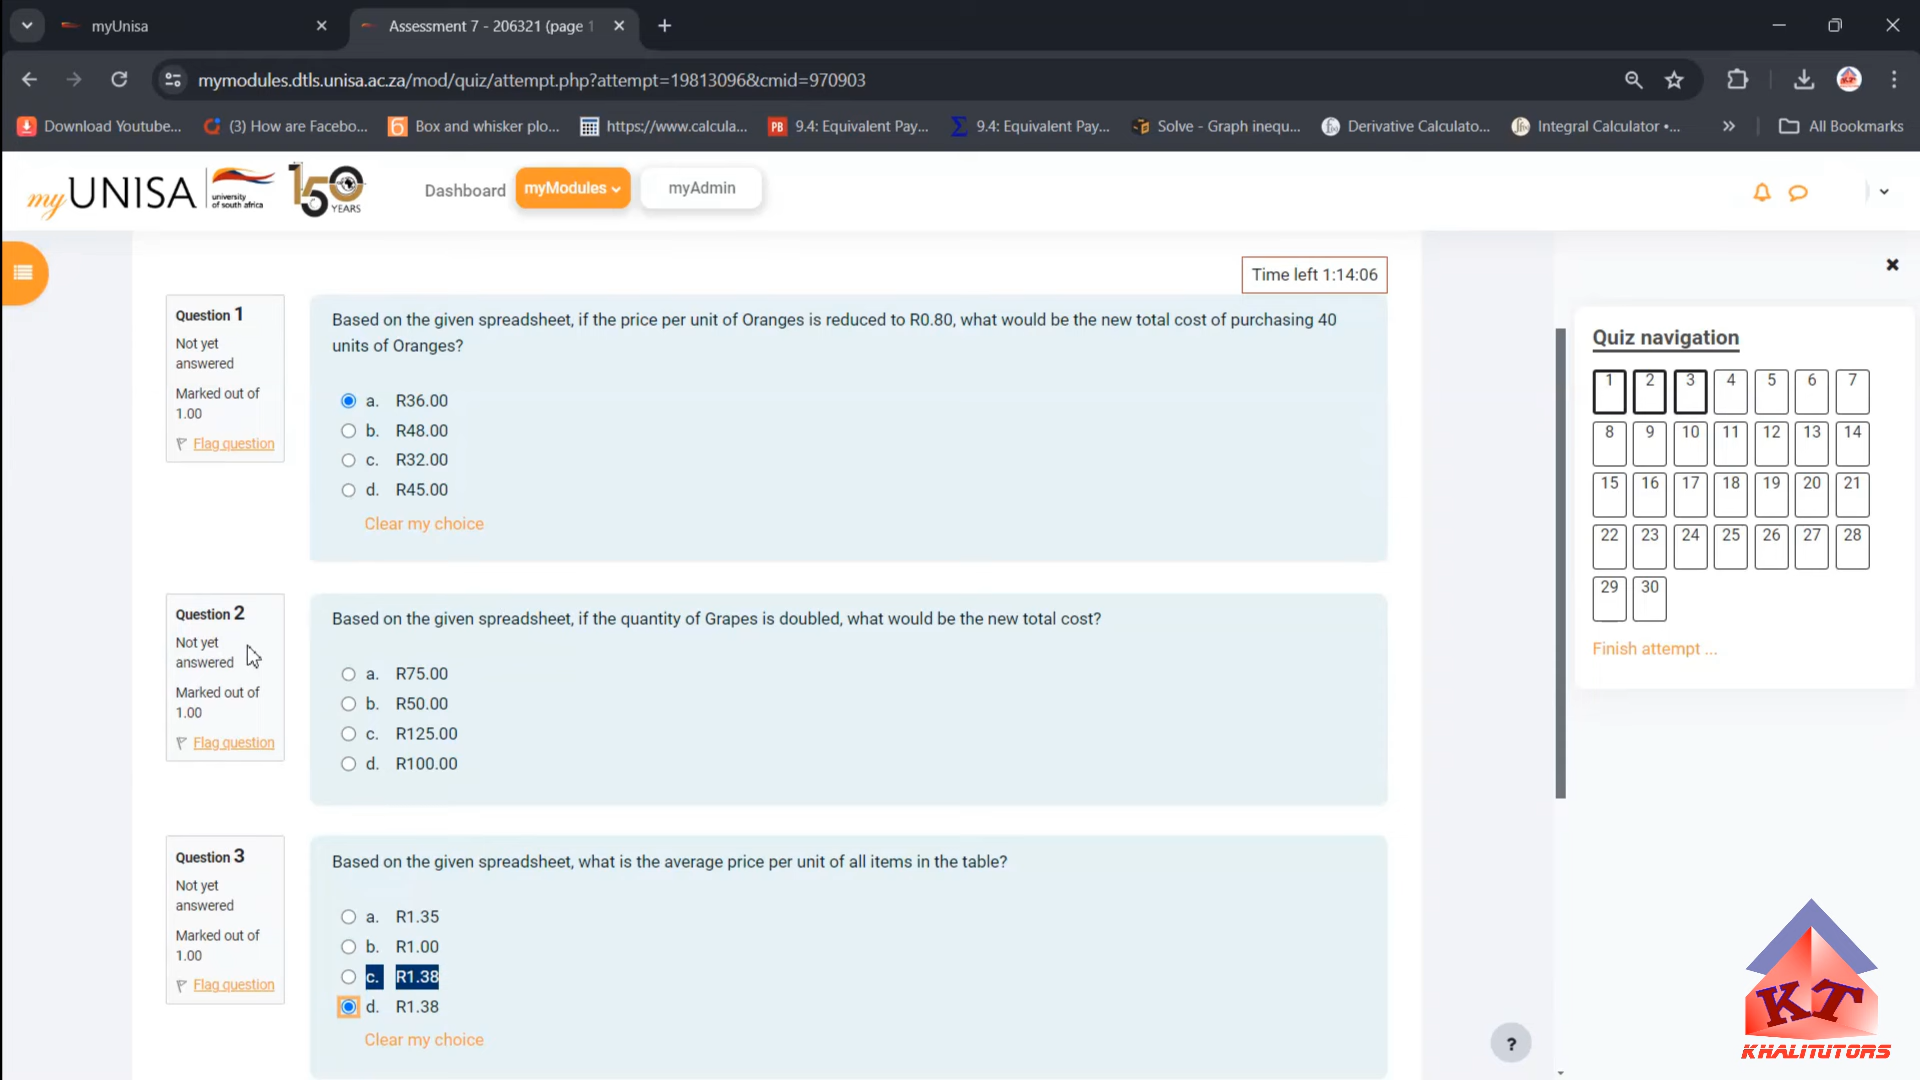 myUnisa
Assessment 7 - 206321 (page 1
mymodules.dtls.unisa.ac.za/mod/quiz/attempt.php?attempt=19813096&cmid=970903
Download Youtube...
(3) How are Facebo...
Box and whisker plo...
https://www.calcula...
PB
9.4: Equivalent Pay...
9.4: Equivalent Pay...
Solve - Graph inequ...
Derivative Calculato...
Integral Calculator •...
All Bookmarks
my UNISA
university
of south africa
150
YEARS
Dashboard
myModules
myAdmin
Time left 1:14:06
Question 1
Not yet
answered
Marked out of
1.00
Flag question
Based on the given spreadsheet, if the price per unit of Oranges is reduced to R0.80, what would be the new total cost of purchasing 40
units of Oranges?
a. R36.00
b. R48.00
c. R32.00
d. R45.00
Clear my choice
Question 2
Not yet
answered
Marked out of
1.00
Flag question
Based on the given spreadsheet, if the quantity of Grapes is doubled, what would be the new total cost?
a. R75.00
b. R50.00
c. R125.00
d. R100.00
Question 3
Not yet
answered
Marked out of
1.00
Flag question
Based on the given spreadsheet, what is the average price per unit of all items in the table?
a. R1.35
b. R1.00
c. R1.38
d. R1.38
Clear my choice
Quiz navigation
1 2 3 4 5 6 7
8 9 10 11 12 13 14
15 16 17 18 19 20 21
22 23 24 25 26 27 28
29 30
Finish attempt ...
?
KT
KHALITUTORS